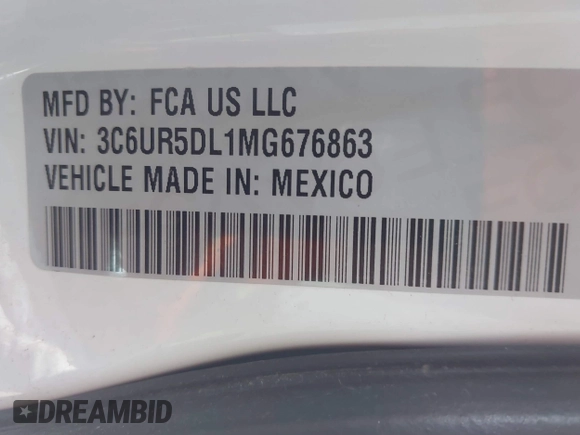 MFD BY: FCA US LLC
VIN: 3C6UR5DL1MG676863
VEHICLE MADE IN: MEXICO
DREAMBID